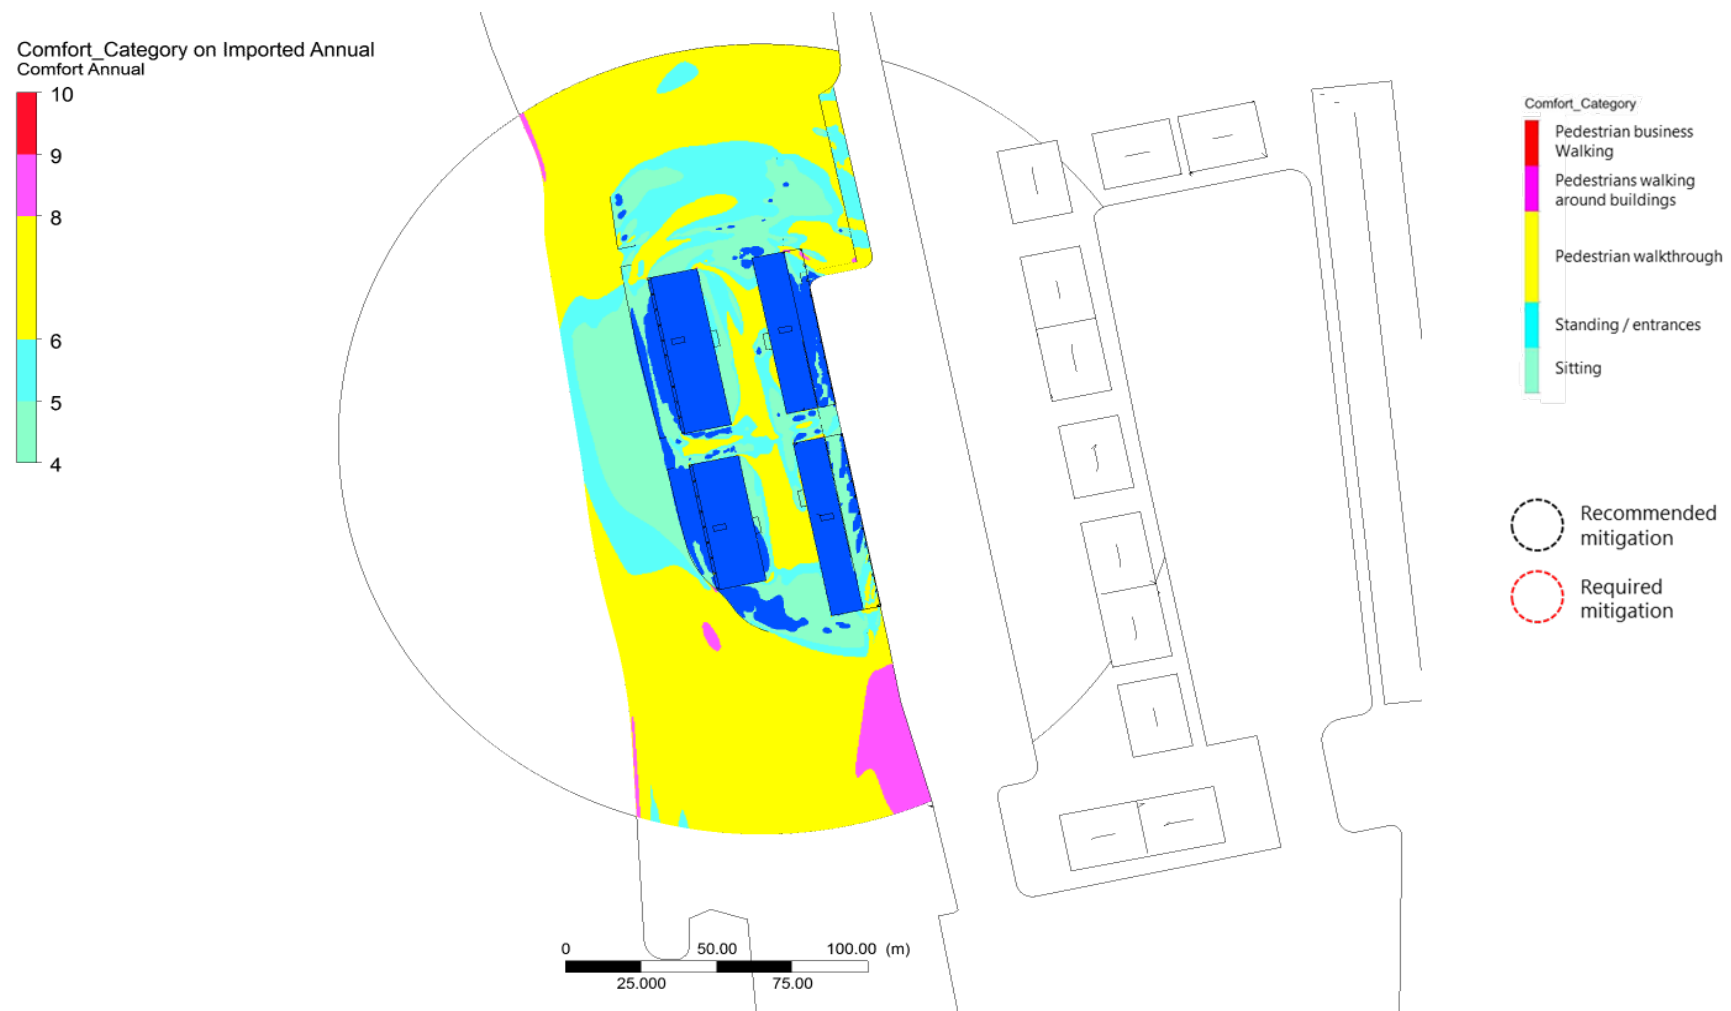 Comfort_Category on Imported Annual
Comfort Annual
10
9
8
6
5
4
Comfort_Category
Pedestrian business
Walking
Pedestrians walking
around buildings
Pedestrian walkthrough
Standing / entrances
Sitting
Recommended
mitigation
Required
mitigation
0 50.00 100.00 (m)
25.000 75.00